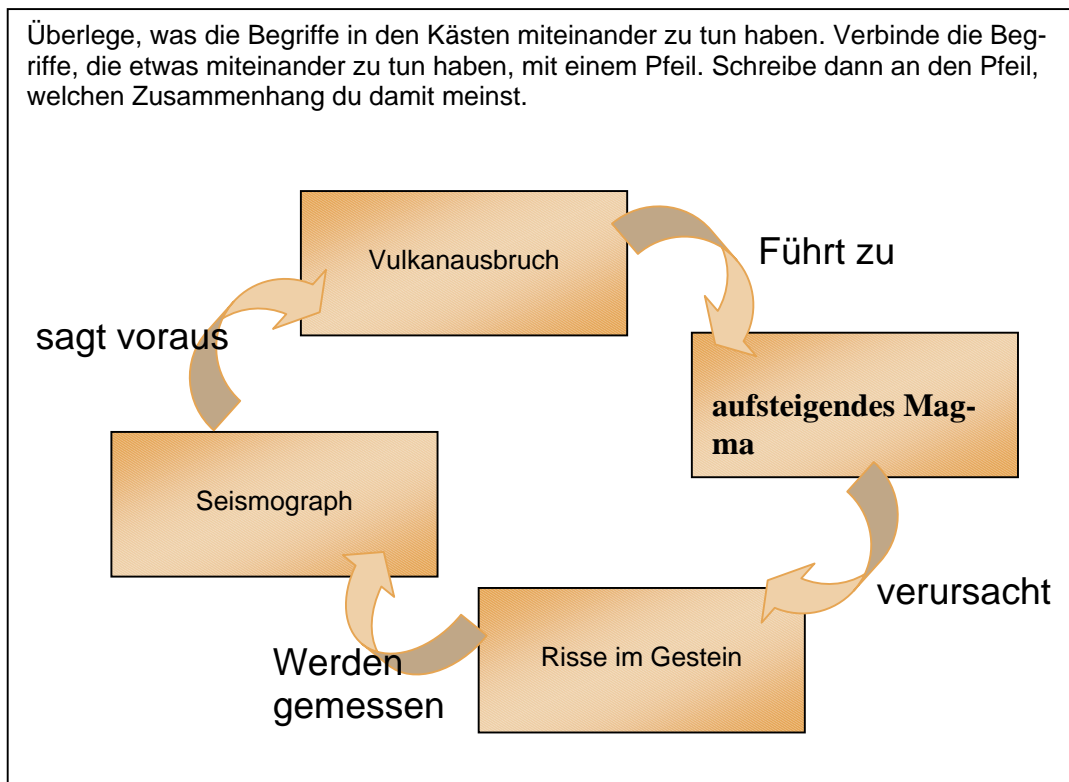 Überlege, was die Begriffe in den Kästen miteinander zu tun haben. Verbinde die Beg-
riffe, die etwas miteinander zu tun haben, mit einem Pfeil. Schreibe dann an den Pfeil,
welchen Zusammenhang du damit meinst.
Vulkanausbruch
Führt zu
sagt voraus
aufsteigendes Mag-
ma
Seismograph
verursacht
Risse im Gestein
Werden
gemessen